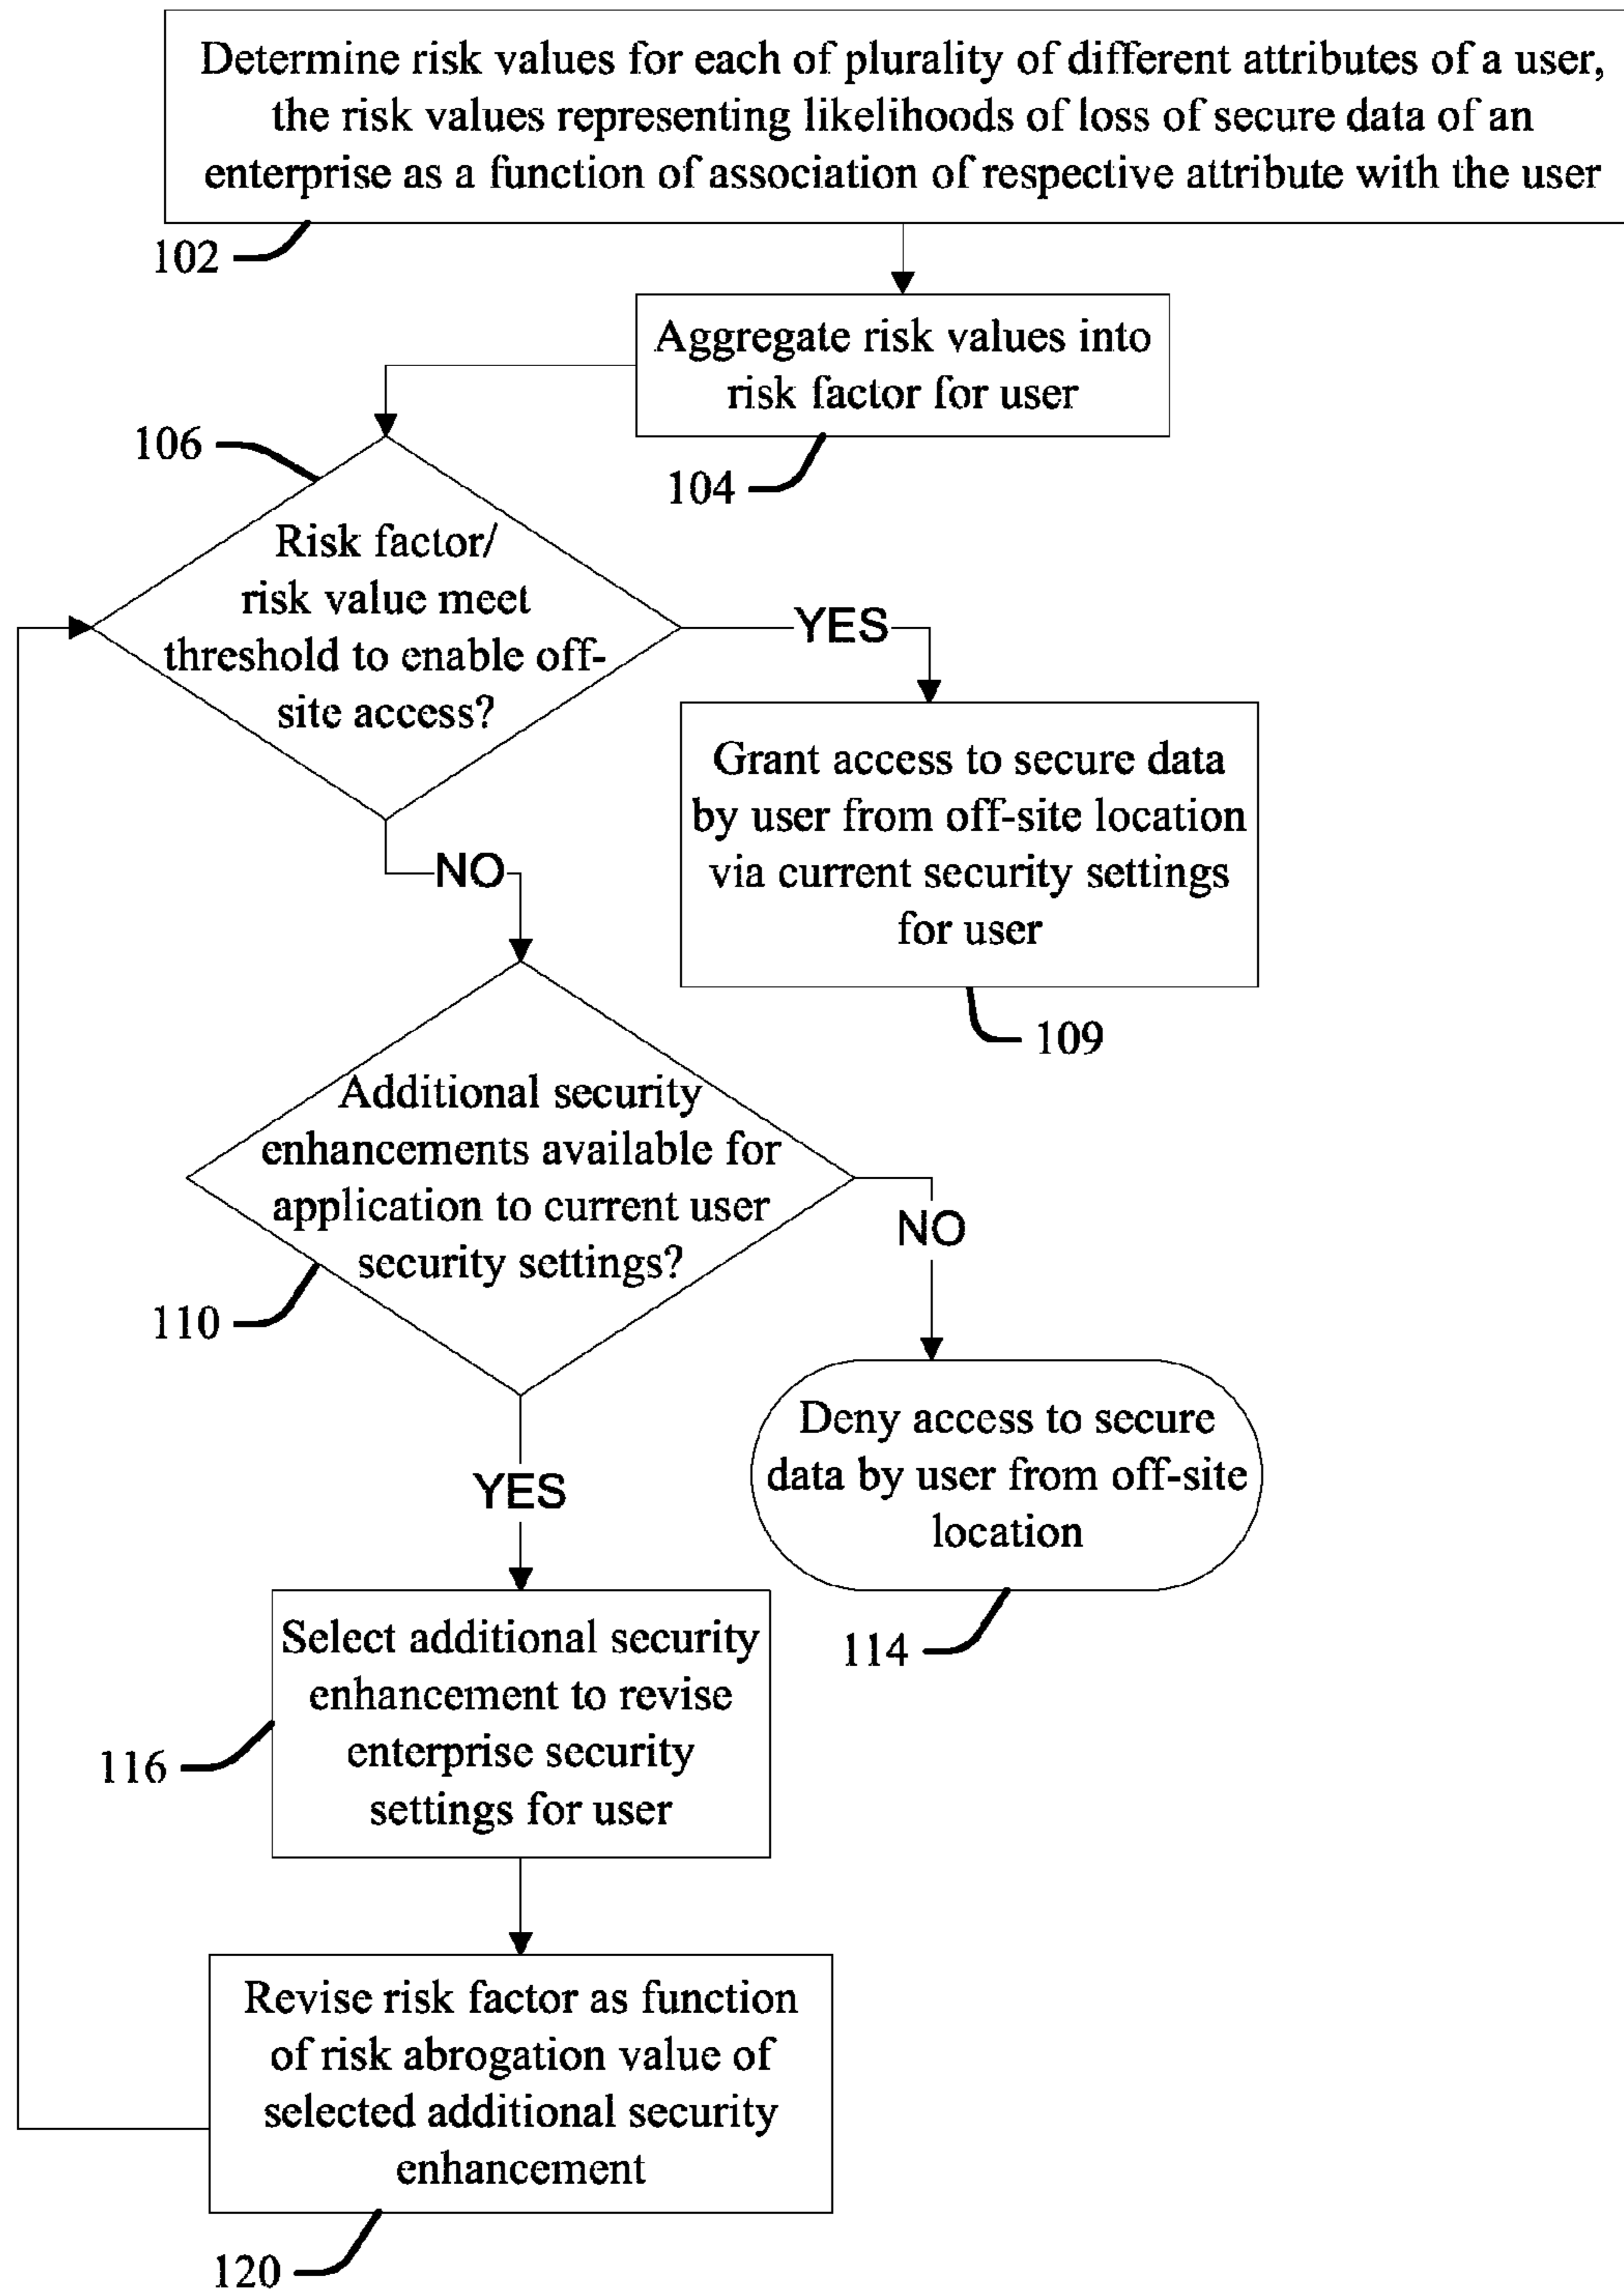 Determine risk values for each of plurality of different attributes of a user,
the risk values representing likelihoods of loss of secure data of an
enterprise as a function of association of respective attribute with the user
102
Aggregate risk values into
risk factor for user
104
106
Risk factor/
risk value meet
threshold to enable off-
site access?
YES
NO
Grant access to secure data
by user from off-site location
via current security settings
for user
109
Additional security
enhancements available for
application to current user
security settings?
110
NO
YES
Deny access to secure
data by user from off-site
location
114
Select additional security
enhancement to revise
enterprise security
settings for user
116
Revise risk factor as function
of risk abrogation value of
selected additional security
enhancement
120